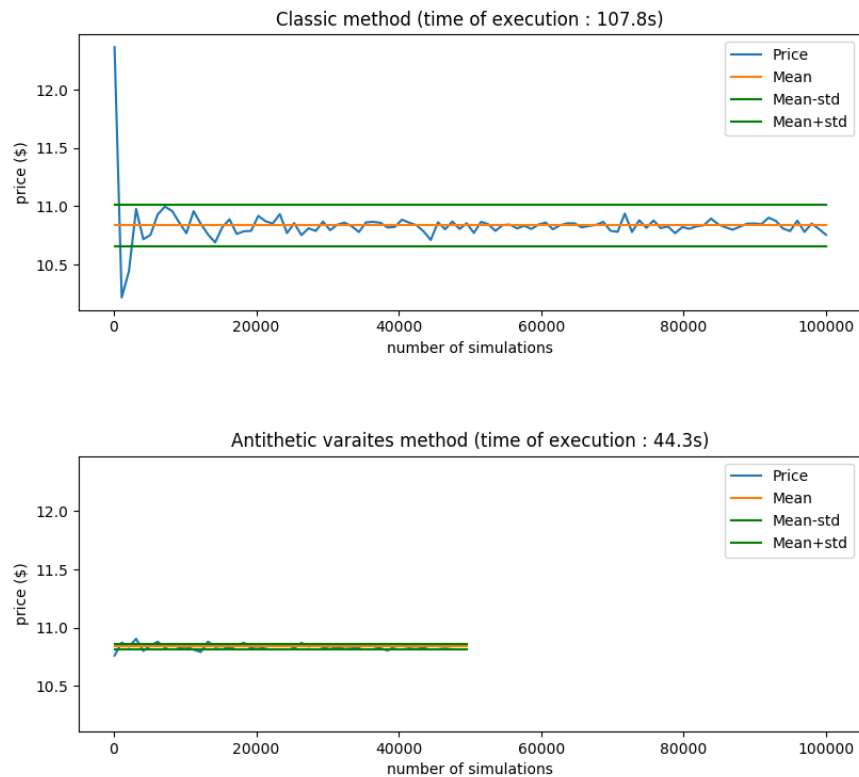 Classic method (time of execution : 107.8s)
Price
Mean
Mean-std
Mean+std
price ($)
12.0
11.5
11.0
10.5
0
20000
40000
60000
80000
100000
number of simulations
Antithetic varaites method (time of execution : 44.3s)
Price
Mean
Mean-std
Mean+std
price ($)
12.0
11.5
11.0
10.5
0
20000
40000
60000
80000
100000
number of simulations